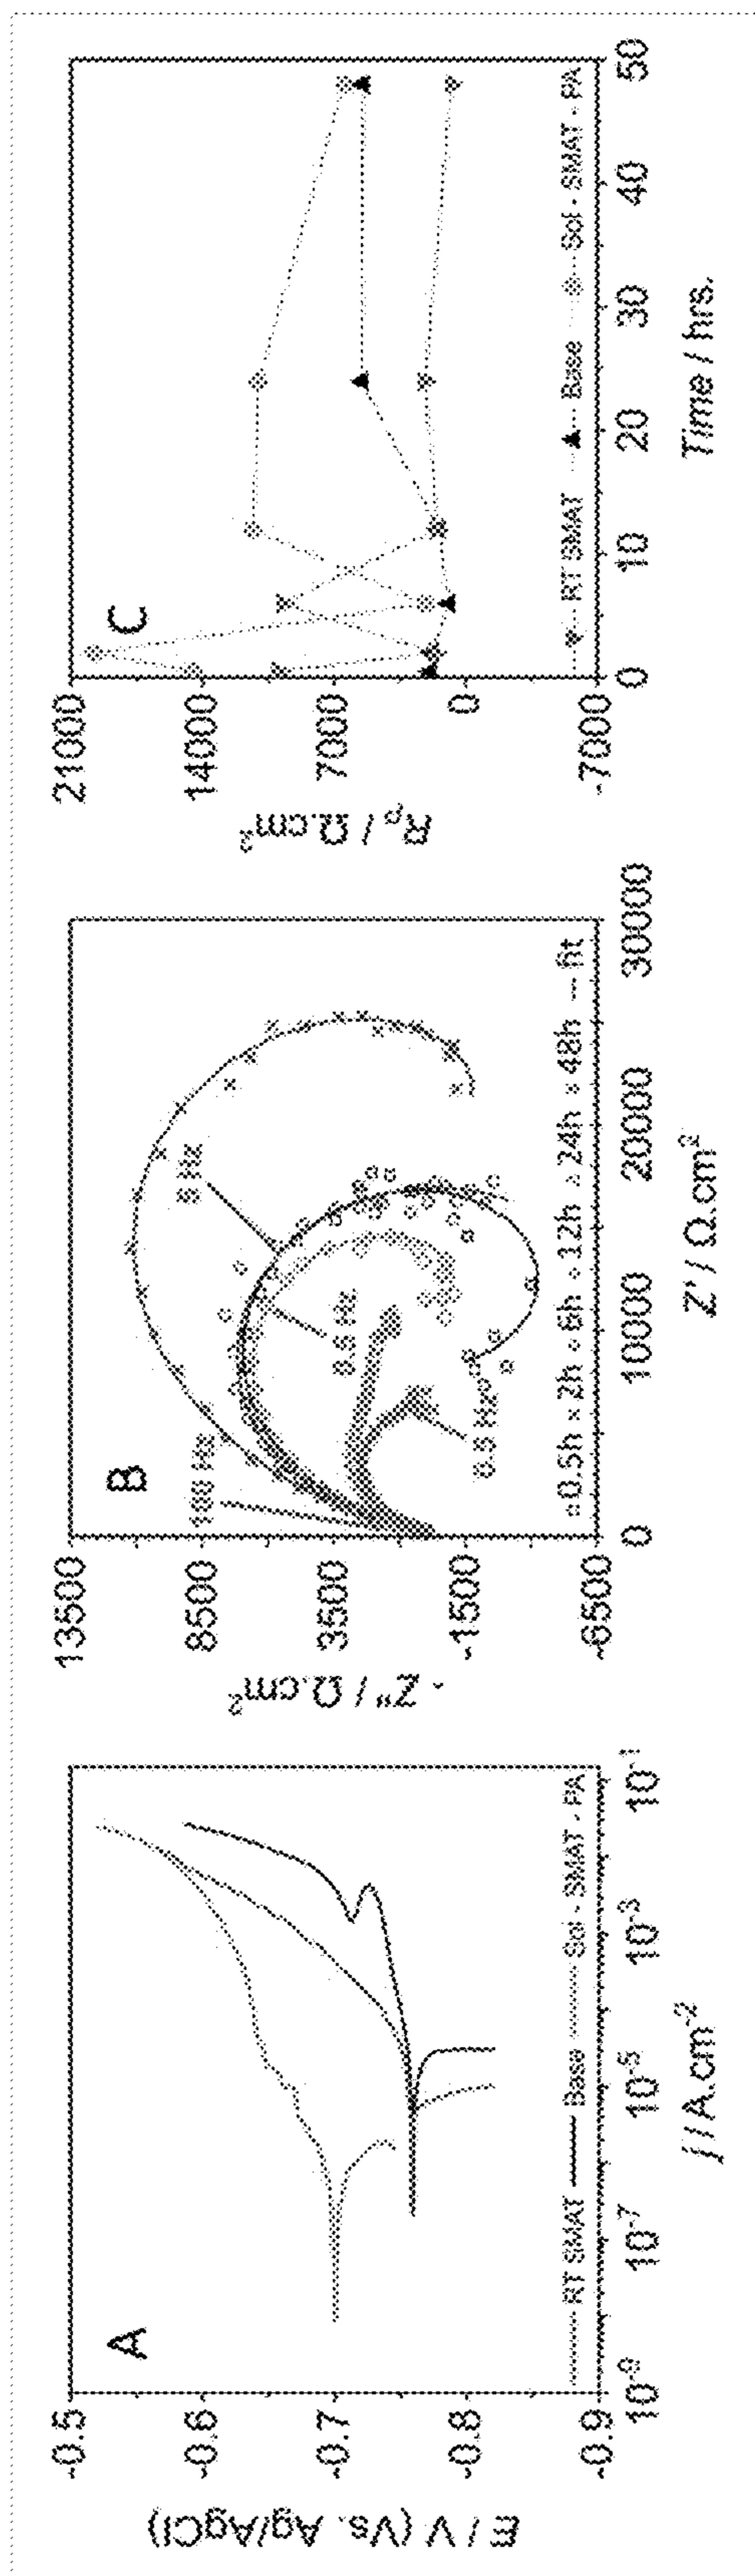 A
-0.5
-0.6
-0.7
-0.8
-0.9
E / V (Vs. Ag/AgCl)
10⁻⁹
10⁻⁷
10⁻⁵
10⁻³
10⁻¹
j / A.cm⁻²
RT SMAT
Base
Sol - SMAT - PA
B
13500
8500
3500
-1500
-6500
- Z" / Ω.cm²
0
10000
20000
30000
Z' / Ω.cm²
100 Hz
8 Hz
0.5 Hz
0.5h
2h
6h
12h
24h
48h
fit
C
21000
14000
7000
0
-7000
Rₚ / Ω.cm²
0
10
20
30
40
50
Time / hrs.
RT SMAT
Base
Sol - SMAT - PA